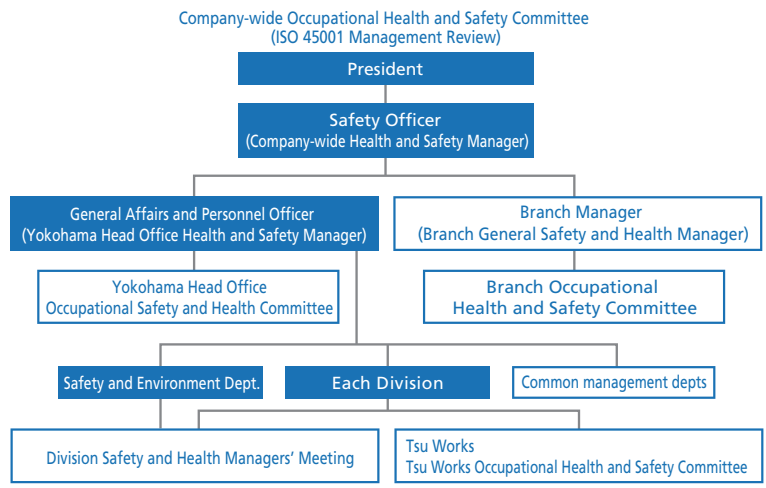 Company-wide Occupational Health and Safety Committee
(ISO 45001 Management Review)
President
Safety Officer
(Company-wide Health and Safety Manager)
General Affairs and Personnel Officer
(Yokohama Head Office Health and Safety Manager)
Branch Manager
(Branch General Safety and Health Manager)
Yokohama Head Office
Occupational Safety and Health Committee
Branch Occupational
Health and Safety Committee
Safety and Environment Dept.
Each Division
Common management depts
Division Safety and Health Managers’ Meeting
Tsu Works
Tsu Works Occupational Health and Safety Committee